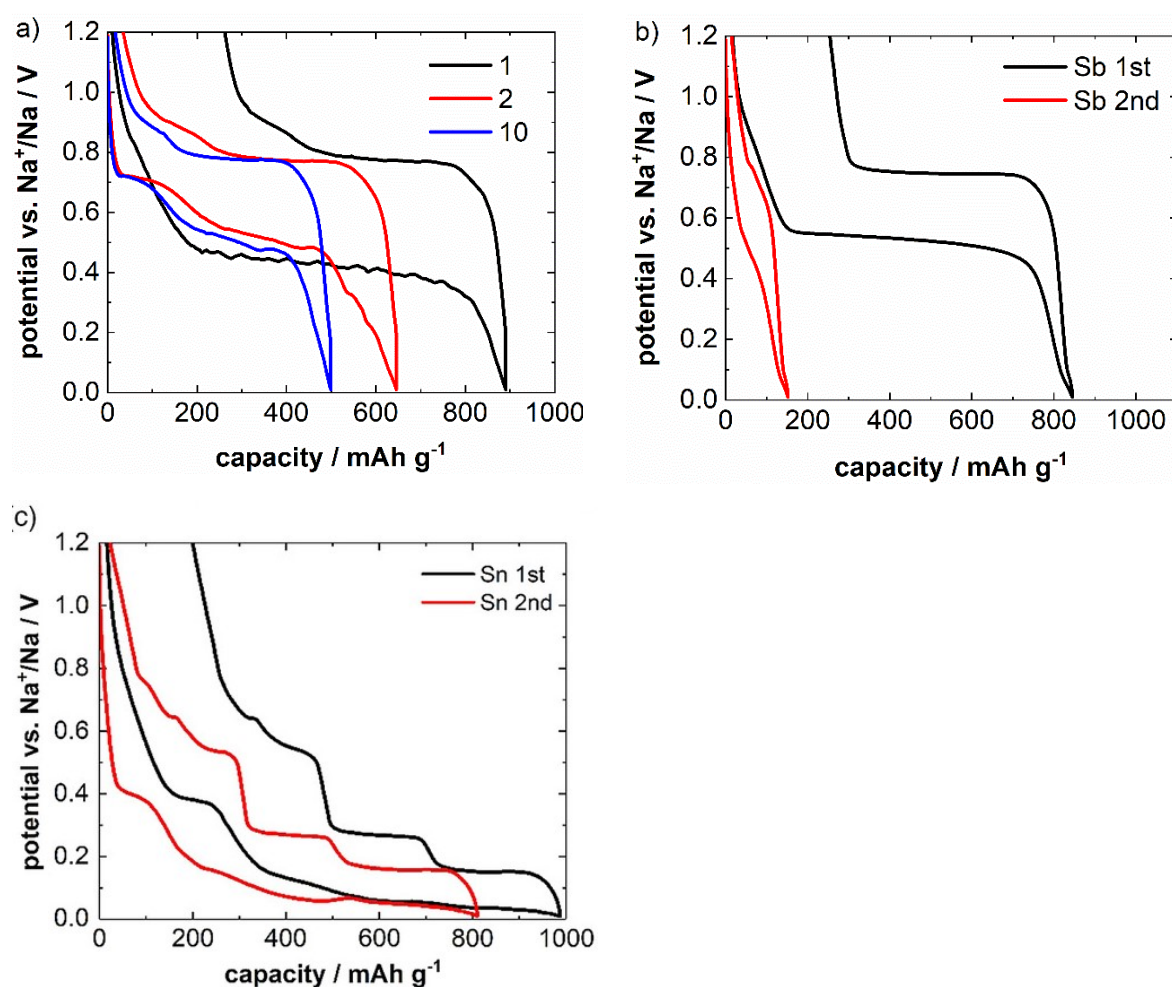 a)
1
2
10
1.2
1.0
0.8
0.6
0.4
0.2
0.0
potential vs. Na⁺/Na / V
0 200 400 600 800 1000
capacity / mAh g⁻¹
b)
Sb 1st
Sb 2nd
1.2
1.0
0.8
0.6
0.4
0.2
0.0
potential vs. Na⁺/Na / V
0 200 400 600 800 1000
capacity / mAh g⁻¹
(c)
Sn 1st
Sn 2nd
1.2
1.0
0.8
0.6
0.4
0.2
0.0
potential vs. Na⁺/Na / V
0 200 400 600 800 1000
capacity / mAh g⁻¹